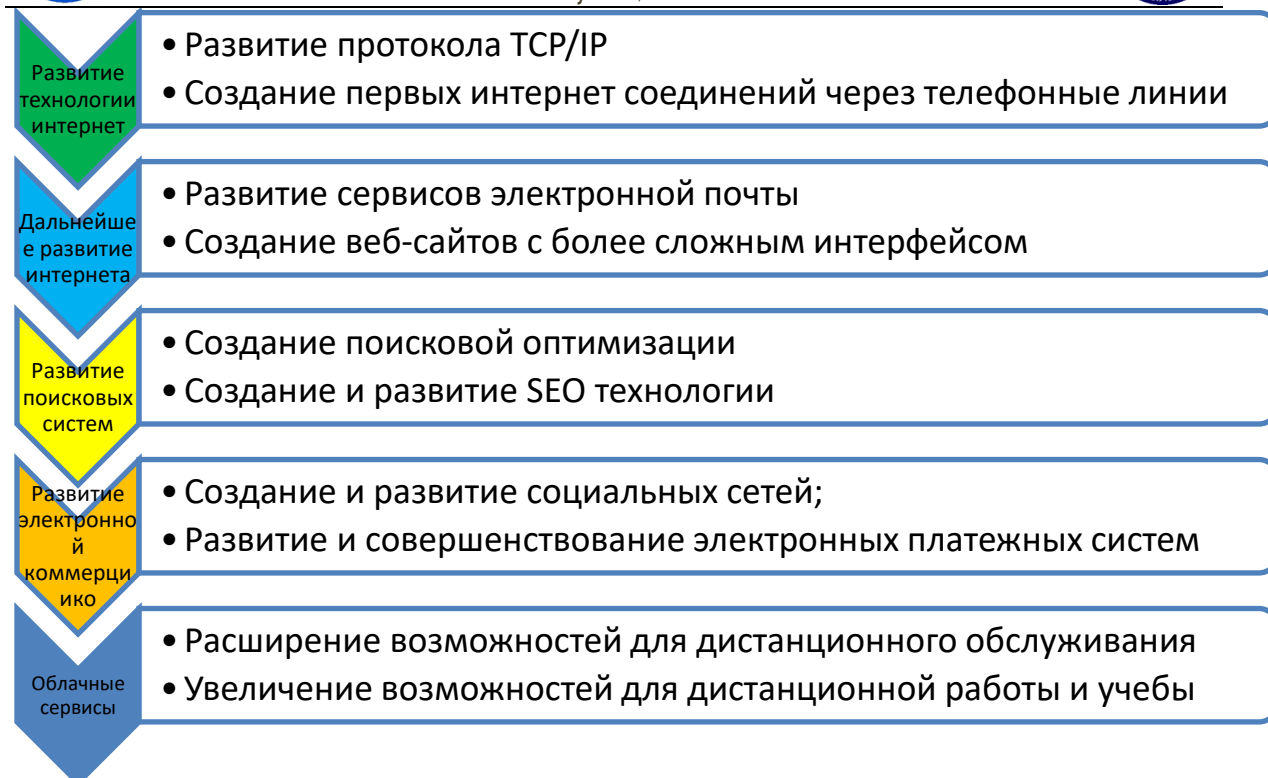 Развитие
технологии
интернет
• Развитие протокола TCP/IP
• Создание первых интернет соединений через телефонные линии
Дальнейше
е развитие
интернета
• Развитие сервисов электронной почты
• Создание веб-сайтов с более сложным интерфейсом
Развитие
поисковых
систем
• Создание поисковой оптимизации
• Создание и развитие SEO технологии
Развитие
электронно
й
коммерци
ико
• Создание и развитие социальных сетей;
• Развитие и совершенствование электронных платежных систем
Облачные
сервисы
• Расширение возможностей для дистанционного обслуживания
• Увеличение возможностей для дистанционной работы и учебы